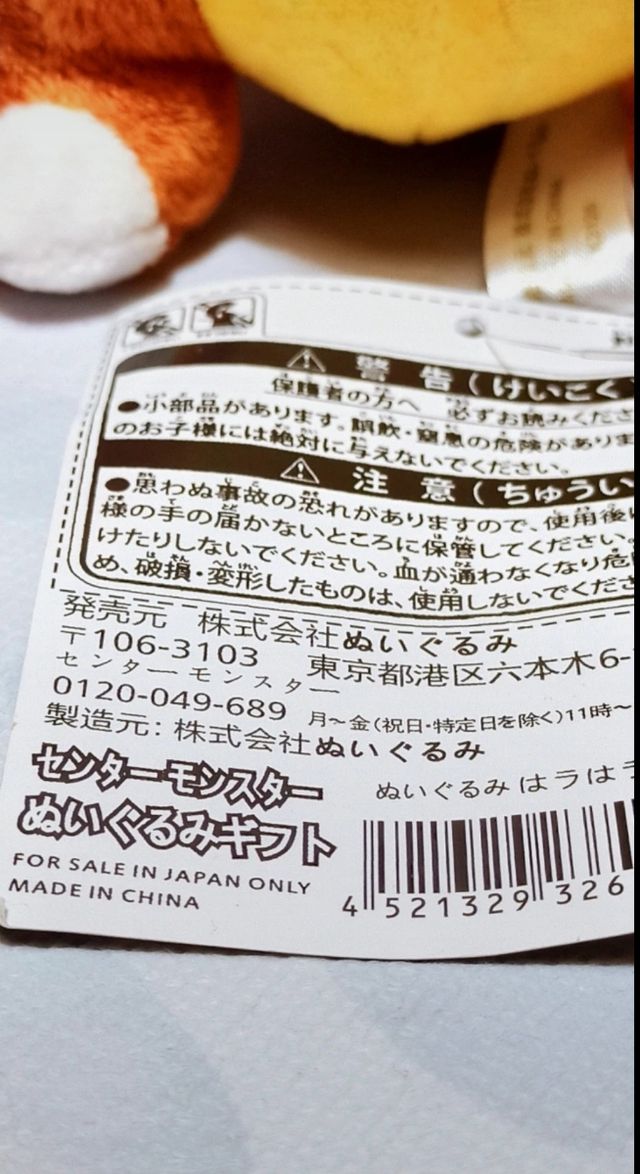 警告(けいこく
保護者の方へ 必ずお読みくださ
●小部品があります。誤飲・窒息の危険がありま
のお子様には絶対に与えないでください。
注意(ちゅうい
●思わぬ事故の恐れがありますので、使用後に
様の手の届かないところに保管してください。
けたりしないでください。血が通わなくなり危
め、破損・変形したものは、使用しないでくださ
発売元 株式会社ぬいぐるみ
〒106-3103 東京都港区六本木6-
センターモンスター
0120-049-689 月~金(祝日・特定日を除く)11時~
製造元:株式会社ぬいぐるみ
センターモンスター
ぬいぐるみ はラはラ
ぬいぐるみギフト
FOR SALE IN JAPAN ONLY
MADE IN CHINA
4 521329 326